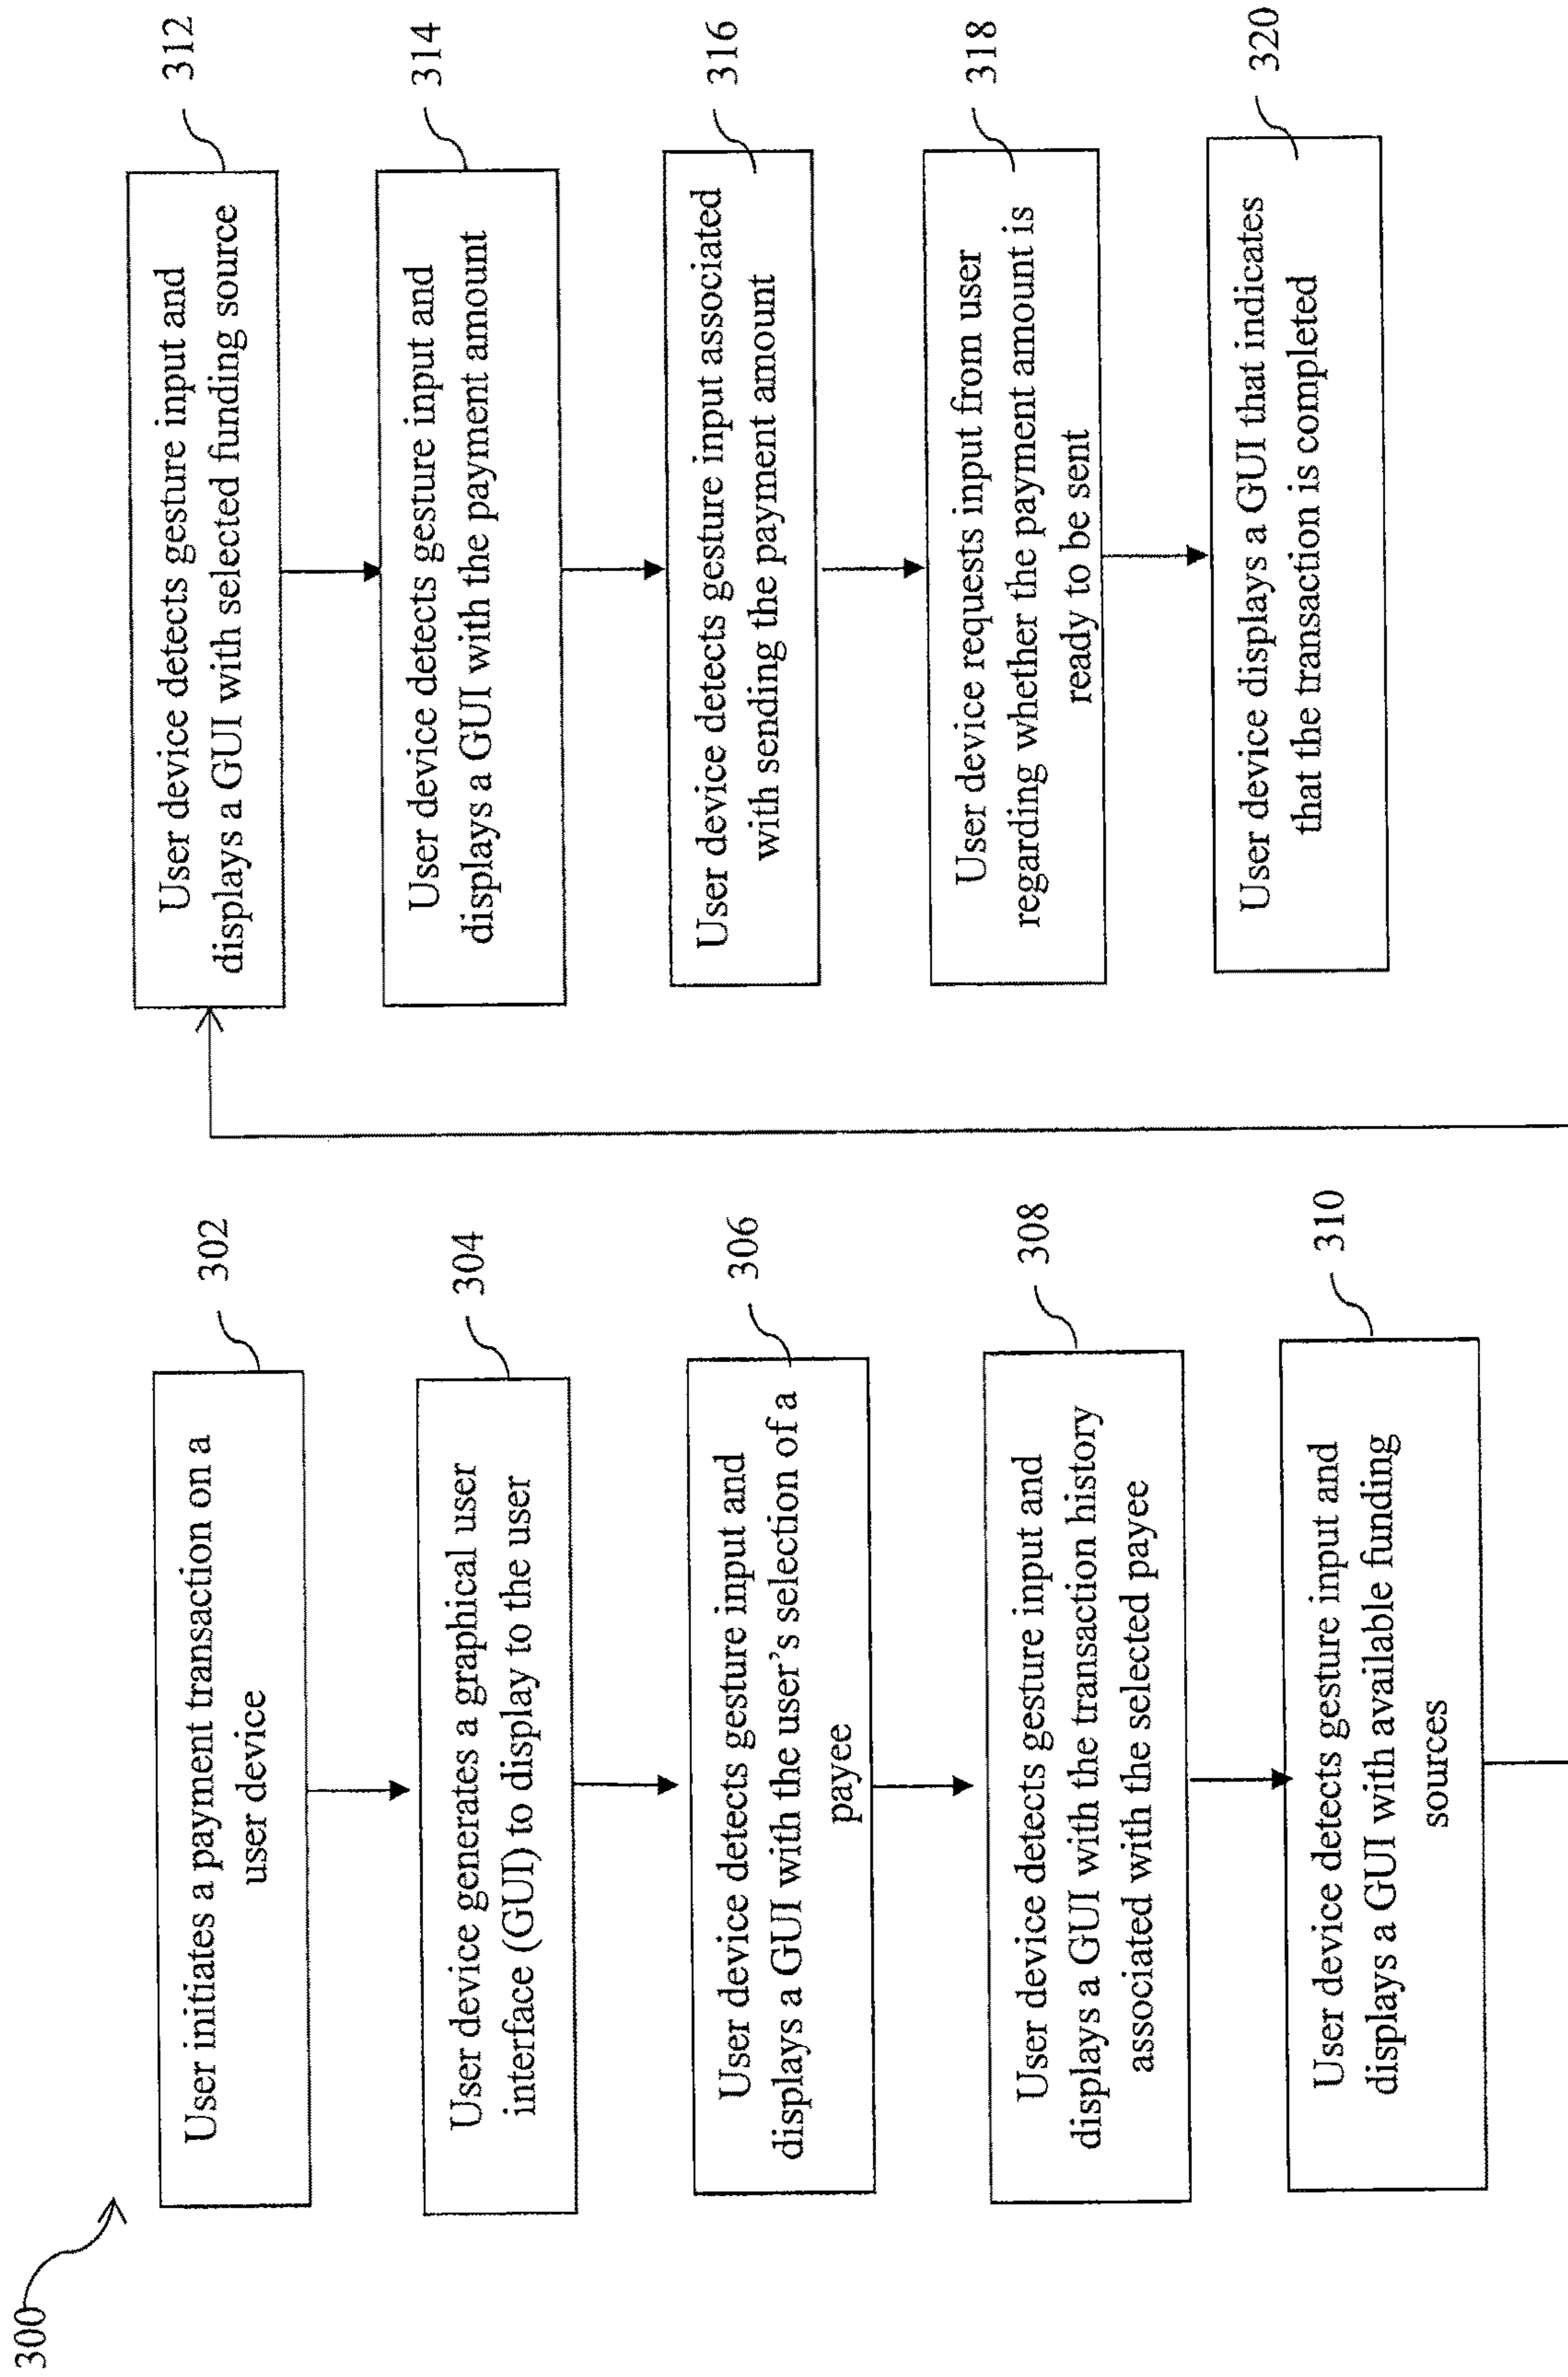 300
User initiates a payment transaction on a
user device
302
User device generates a graphical user
interface (GUI) to display to the user
304
User device detects gesture input and
displays a GUI with the user's selection of a
payee
306
User device detects gesture input and
displays a GUI with the transaction history
associated with the selected payee
308
User device detects gesture input and
displays a GUI with available funding
sources
310
User device detects gesture input and
displays a GUI with selected funding source
312
User device detects gesture input and
displays a GUI with the payment amount
314
User device detects gesture input associated
with sending the payment amount
316
User device requests input from user
regarding whether the payment amount is
ready to be sent
318
User device displays a GUI that indicates
that the transaction is completed
320